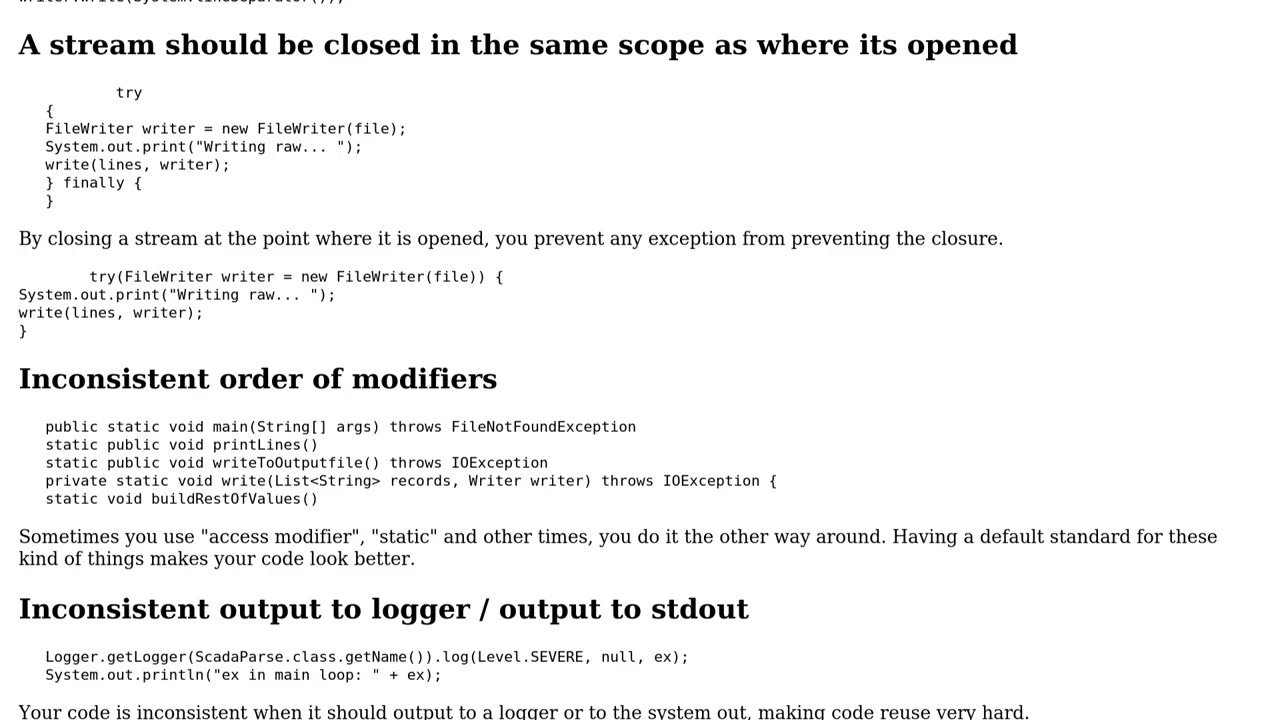 writer.write(System.lineSeparator());
A stream should be closed in the same scope as where its opened
try
{
FileWriter writer = new FileWriter(file);
System.out.print("Writing raw... ");
write(lines, writer);
} finally {
}
By closing a stream at the point where it is opened, you prevent any exception from preventing the closure.
try(FileWriter writer = new FileWriter(file)) {
System.out.print("Writing raw... ");
write(lines, writer);
}
Inconsistent order of modifiers
public static void main(String[] args) throws FileNotFoundException
static public void printLines()
static public void writeToOutputfile() throws IOException
private static void write(List<String> records, Writer writer) throws IOException {
static void buildRestOfValues()
Sometimes you use "access modifier", "static" and other times, you do it the other way around. Having a default standard for these
kind of things makes your code look better.
Inconsistent output to logger / output to stdout
Logger.getLogger(ScadaParse.class.getName()).log(Level.SEVERE, null, ex);
System.out.println("ex in main loop: " + ex);
Your code is inconsistent when it should output to a logger or to the system out, making code reuse very hard.